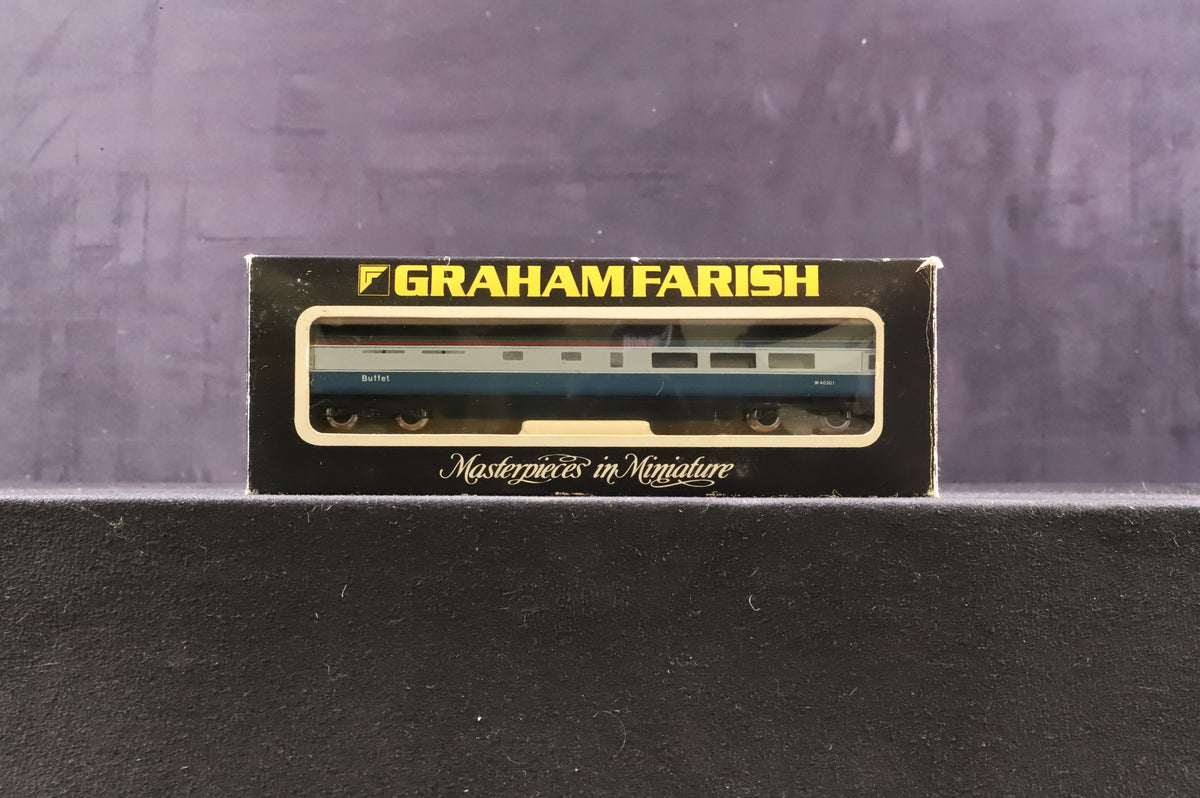 GRAHAM FARISH
Buffet
W40301
Masterpieces in Miniature